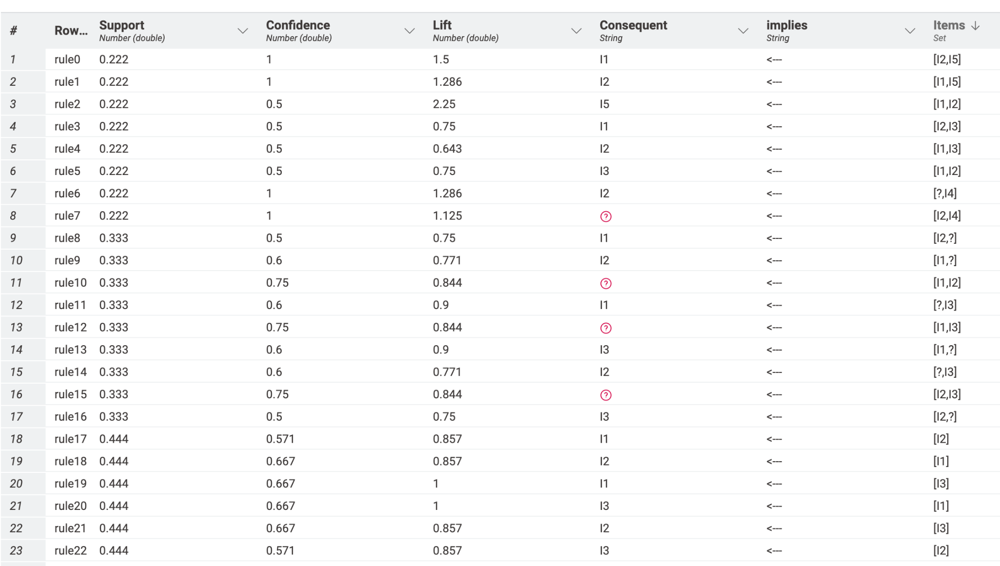 # Row... Support Number (double) Confidence Number (double) Lift Number (double) Consequent String implies String Items Set
1 rule0 0.222 1 1.5 I1 <--- [I2,I5]
2 rule1 0.222 1 1.286 I2 <--- [I1,I5]
3 rule2 0.222 0.5 2.25 I5 <--- [I1,I2]
4 rule3 0.222 0.5 0.75 I1 <--- [I2,I3]
5 rule4 0.222 0.5 0.643 I2 <--- [I1,I3]
6 rule5 0.222 0.5 0.75 I3 <--- [I1,I2]
7 rule6 0.222 1 1.286 I2 <--- [?,I4]
8 rule7 0.222 1 1.125 ? <--- [I2,I4]
9 rule8 0.333 0.5 0.75 I1 <--- [I2,?]
10 rule9 0.333 0.6 0.771 I2 <--- [I1,?]
11 rule10 0.333 0.75 0.844 ? <--- [I1,I2]
12 rule11 0.333 0.6 0.9 I1 <--- [?,I3]
13 rule12 0.333 0.75 0.844 ? <--- [I1,I3]
14 rule13 0.333 0.6 0.9 I3 <--- [I1,?]
15 rule14 0.333 0.6 0.771 I2 <--- [?,I3]
16 rule15 0.333 0.75 0.844 ? <--- [I2,I3]
17 rule16 0.333 0.5 0.75 I3 <--- [I2,?]
18 rule17 0.444 0.571 0.857 I1 <--- [I2]
19 rule18 0.444 0.667 0.857 I2 <--- [I1]
20 rule19 0.444 0.667 1 I1 <--- [I3]
21 rule20 0.444 0.667 1 I3 <--- [I1]
22 rule21 0.444 0.667 0.857 I2 <--- [I3]
23 rule22 0.444 0.571 0.857 I3 <--- [I2]